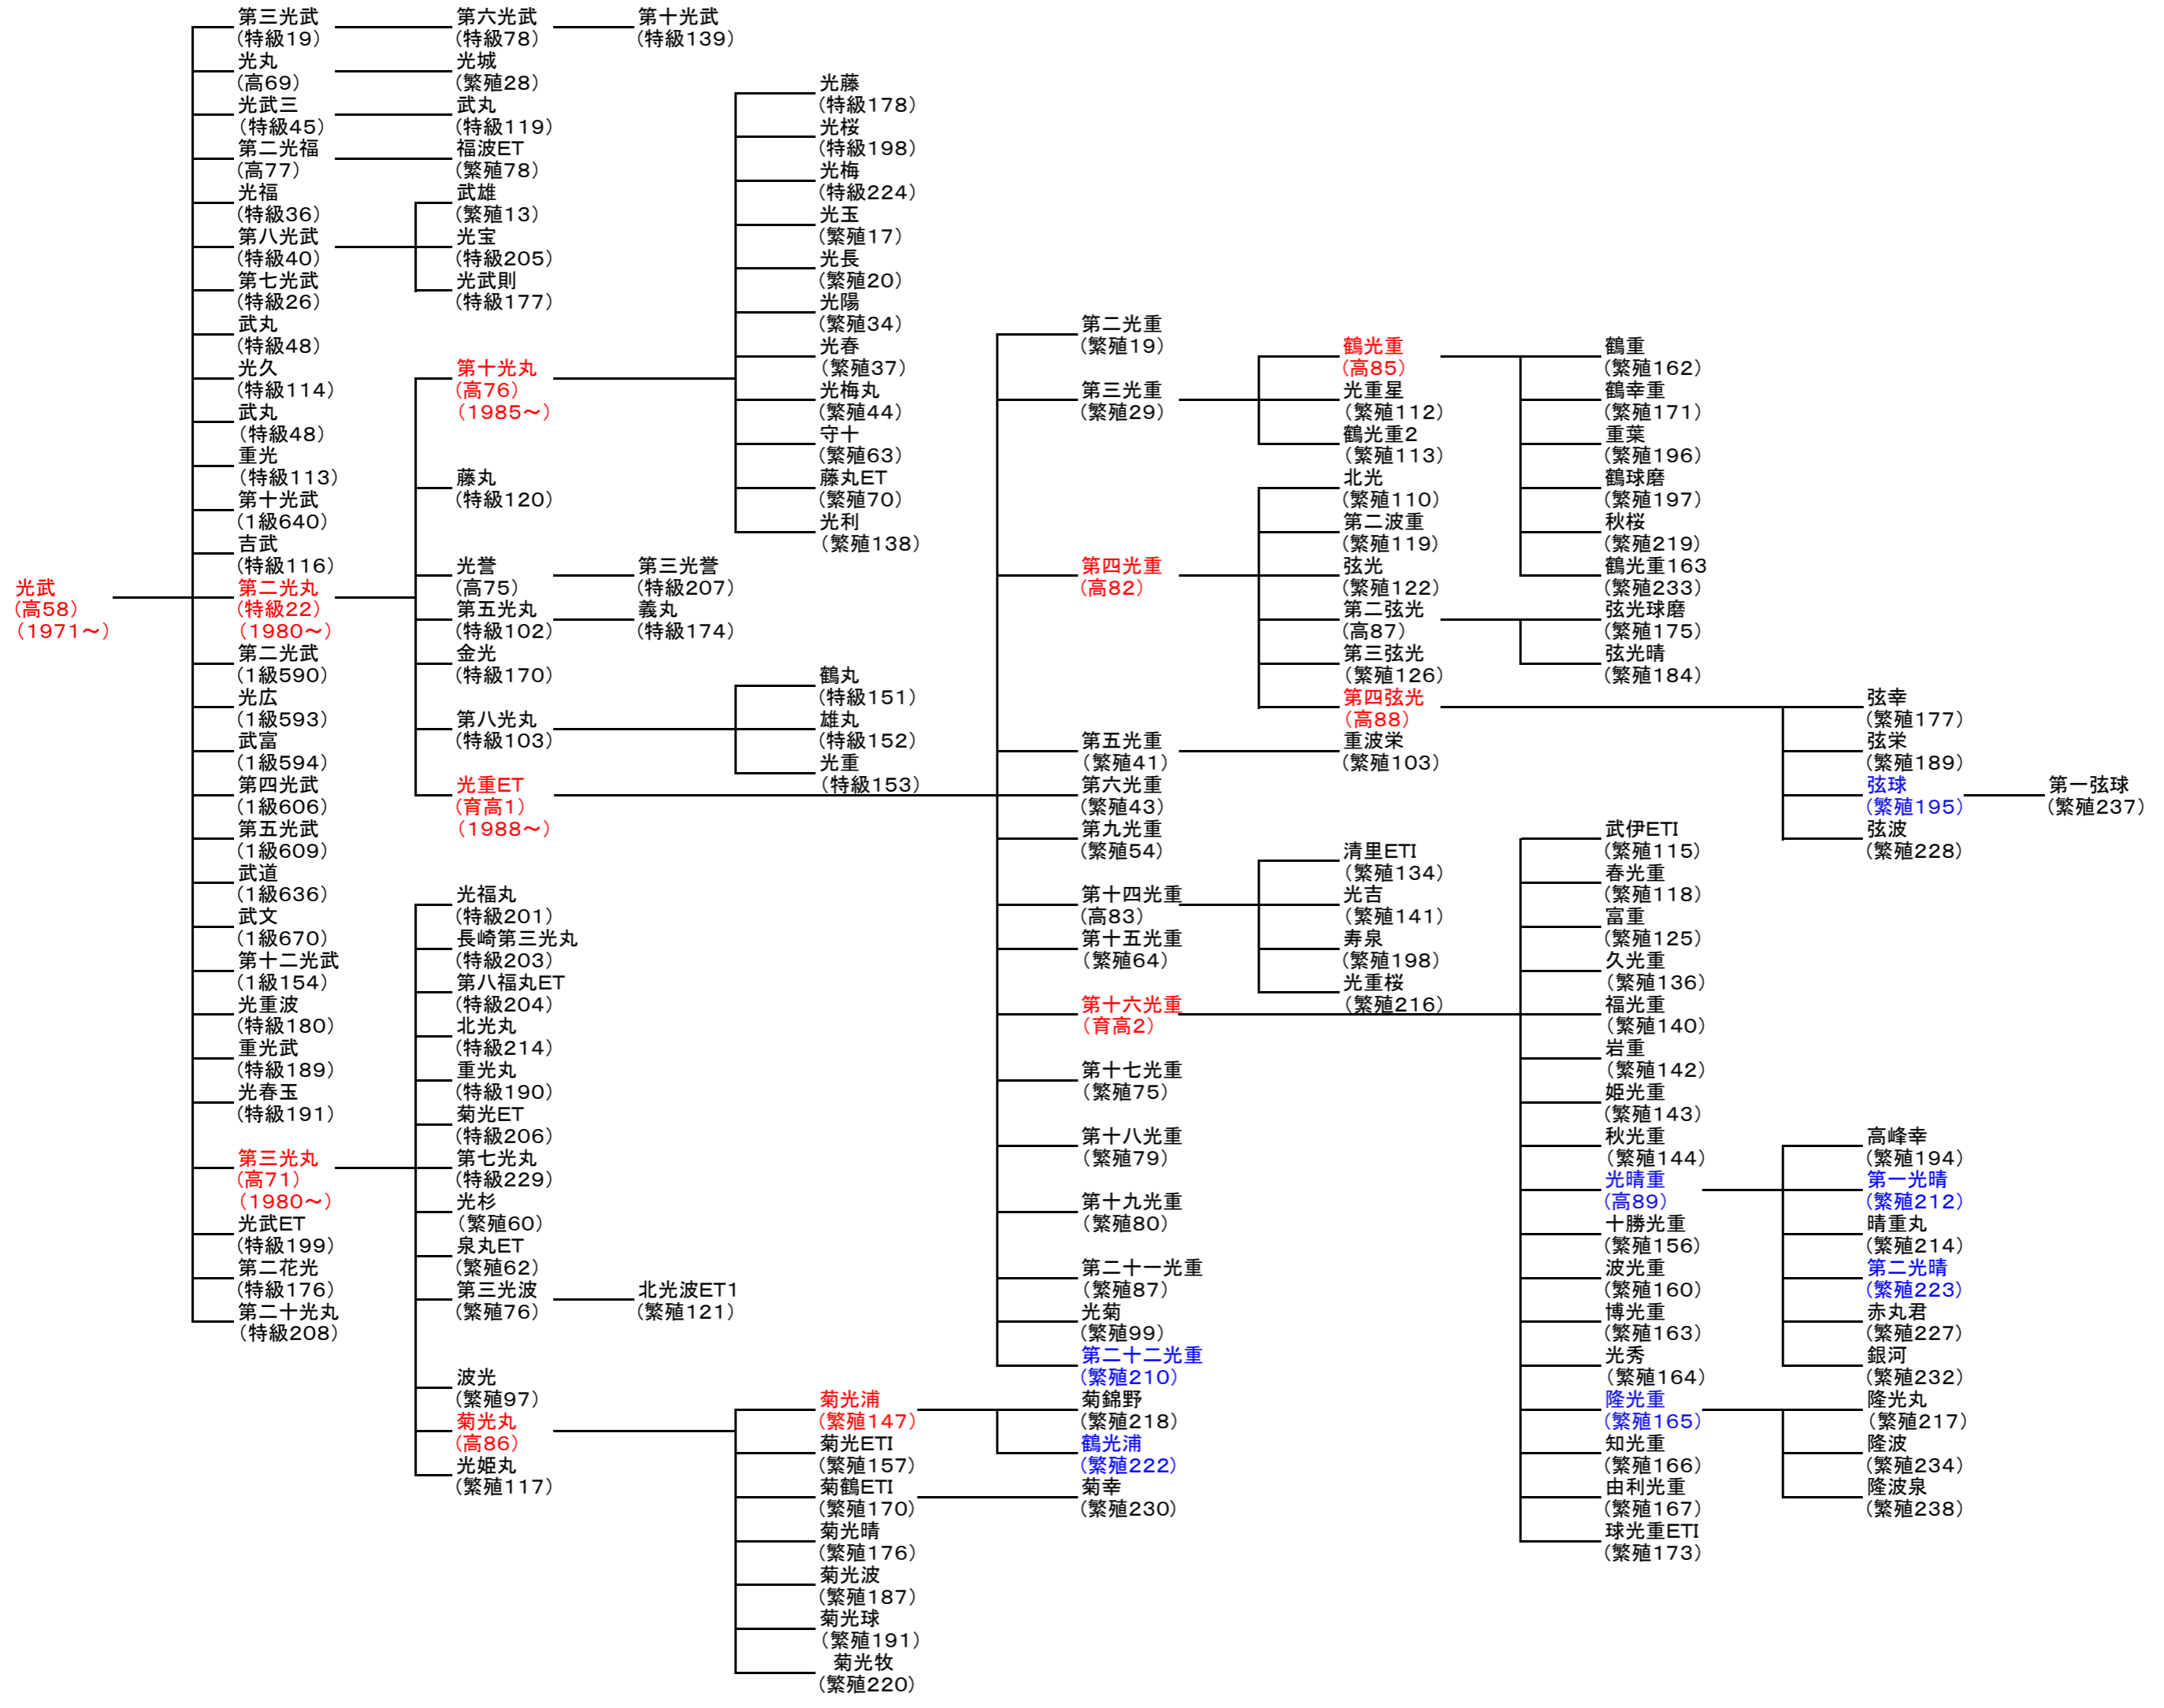 光武
(高58)
(1971～)
第三光武
(特級19)
光丸
(高69)
光武三
(特級45)
第二光福
(高77)
光福
(特級36)
第八光武
(特級40)
第七光武
(特級26)
武丸
(特級48)
光久
(特級114)
武丸
(特級48)
重光
(特級113)
第十光武
(1級640)
吉武
(特級116)
第二光丸
(特級22)
(1980～)
第二光武
(1級590)
光広
(1級593)
武富
(1級594)
第四光武
(1級606)
第五光武
(1級609)
武道
(1級636)
武文
(1級670)
第十二光武
(1級154)
光重波
(特級180)
重光武
(特級189)
光春玉
(特級191)
第三光丸
(高71)
(1980～)
光武ET
(特級199)
第二花光
(特級176)
第二十光丸
(特級208)
第六光武
(特級78)
光城
(繁殖28)
武丸
(特級119)
福波ET
(繁殖78)
武雄
(繁殖13)
光宝
(特級205)
光武則
(特級177)
第十光丸
(高76)
(1985～)
藤丸
(特級120)
光誉
(高75)
第五光丸
(特級102)
金光
(特級170)
第八光丸
(特級103)
光重ET
(育高1)
(1988～)
光福丸
(特級201)
長崎第三光丸
(特級203)
第八福丸ET
(特級204)
北光丸
(特級214)
重光丸
(特級190)
菊光ET
(特級206)
第七光丸
(特級229)
光杉
(繁殖60)
泉丸ET
(繁殖62)
第三光波
(繁殖76)
波光
(繁殖97)
菊光丸
(高86)
光姫丸
(繁殖117)
第十光武
(特級139)
第三光誉
(特級207)
義丸
(特級174)
北光波ET1
(繁殖121)
光藤
(特級178)
光桜
(特級198)
光梅
(特級224)
光玉
(繁殖17)
光長
(繁殖20)
光陽
(繁殖34)
光春
(繁殖37)
光梅丸
(繁殖44)
守十
(繁殖63)
藤丸ET
(繁殖70)
光利
(繁殖138)
鶴丸
(特級151)
雄丸
(特級152)
光重
(特級153)
菊光浦
(繁殖147)
菊光ETI
(繁殖157)
菊鶴ETI
(繁殖170)
菊光晴
(繁殖176)
菊光波
(繁殖187)
菊光球
(繁殖191)
菊光牧
(繁殖220)
第二光重
(繁殖19)
第三光重
(繁殖29)
第四光重
(高82)
第五光重
(繁殖41)
第六光重
(繁殖43)
第九光重
(繁殖54)
第十四光重
(高83)
第十五光重
(繁殖64)
第十六光重
(育高2)
第十七光重
(繁殖75)
第十八光重
(繁殖79)
第十九光重
(繁殖80)
第二十一光重
(繁殖87)
光菊
(繁殖99)
第二十二光重
(繁殖210)
菊錦野
(繁殖218)
鶴光浦
(繁殖222)
菊幸
(繁殖230)
鶴光重
(高85)
光重星
(繁殖112)
鶴光重2
(繁殖113)
北光
(繁殖110)
第二波重
(繁殖119)
弦光
(繁殖122)
第二弦光
(高87)
第三弦光
(繁殖126)
第四弦光
(高88)
重波栄
(繁殖103)
清里ETI
(繁殖134)
光吉
(繁殖141)
寿泉
(繁殖198)
光重桜
(繁殖216)
鶴重
(繁殖162)
鶴幸重
(繁殖171)
重葉
(繁殖196)
鶴球磨
(繁殖197)
秋桜
(繁殖219)
鶴光重163
(繁殖233)
弦光球磨
(繁殖175)
弦光晴
(繁殖184)
武伊ETI
(繁殖115)
春光重
(繁殖118)
富重
(繁殖125)
久光重
(繁殖136)
福光重
(繁殖140)
岩重
(繁殖142)
姫光重
(繁殖143)
秋光重
(繁殖144)
光晴重
(高89)
十勝光重
(繁殖156)
波光重
(繁殖160)
博光重
(繁殖163)
光秀
(繁殖164)
隆光重
(繁殖165)
知光重
(繁殖166)
由利光重
(繁殖167)
球光重ETI
(繁殖173)
弦幸
(繁殖177)
弦栄
(繁殖189)
弦球
(繁殖195)
弦波
(繁殖228)
高峰幸
(繁殖194)
第一光晴
(繁殖212)
晴重丸
(繁殖214)
第二光晴
(繁殖223)
赤丸君
(繁殖227)
銀河
(繁殖232)
隆光丸
(繁殖217)
隆波
(繁殖234)
隆波泉
(繁殖238)
第一弦球
(繁殖237)